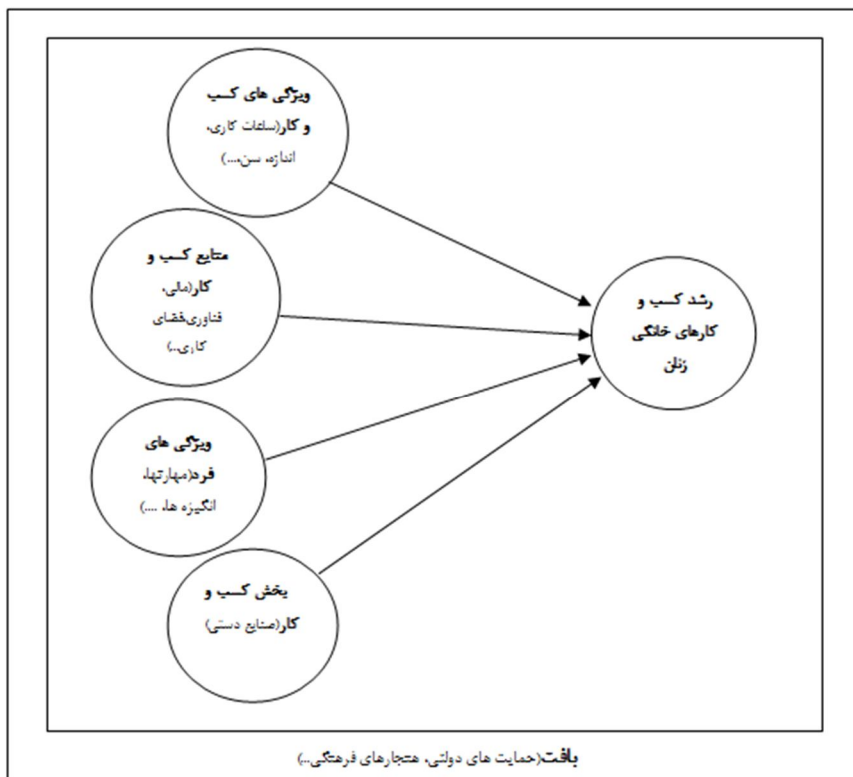 ویژگی های کسب
و کار(ساعات کاری،
اندازه، سن،...)
منابع کسب و
کار(مالی،
فناوری،فضای
کاری..)
ویژگی های
فرد(مهارتها،
انگیزه ها، ....)
بخش کسب و
کار(صنایع دستی)
رشد کسب و
کارهای خانگی
زنان
بافت(حمایت های دولتی، هنجارهای فرهنگی..)